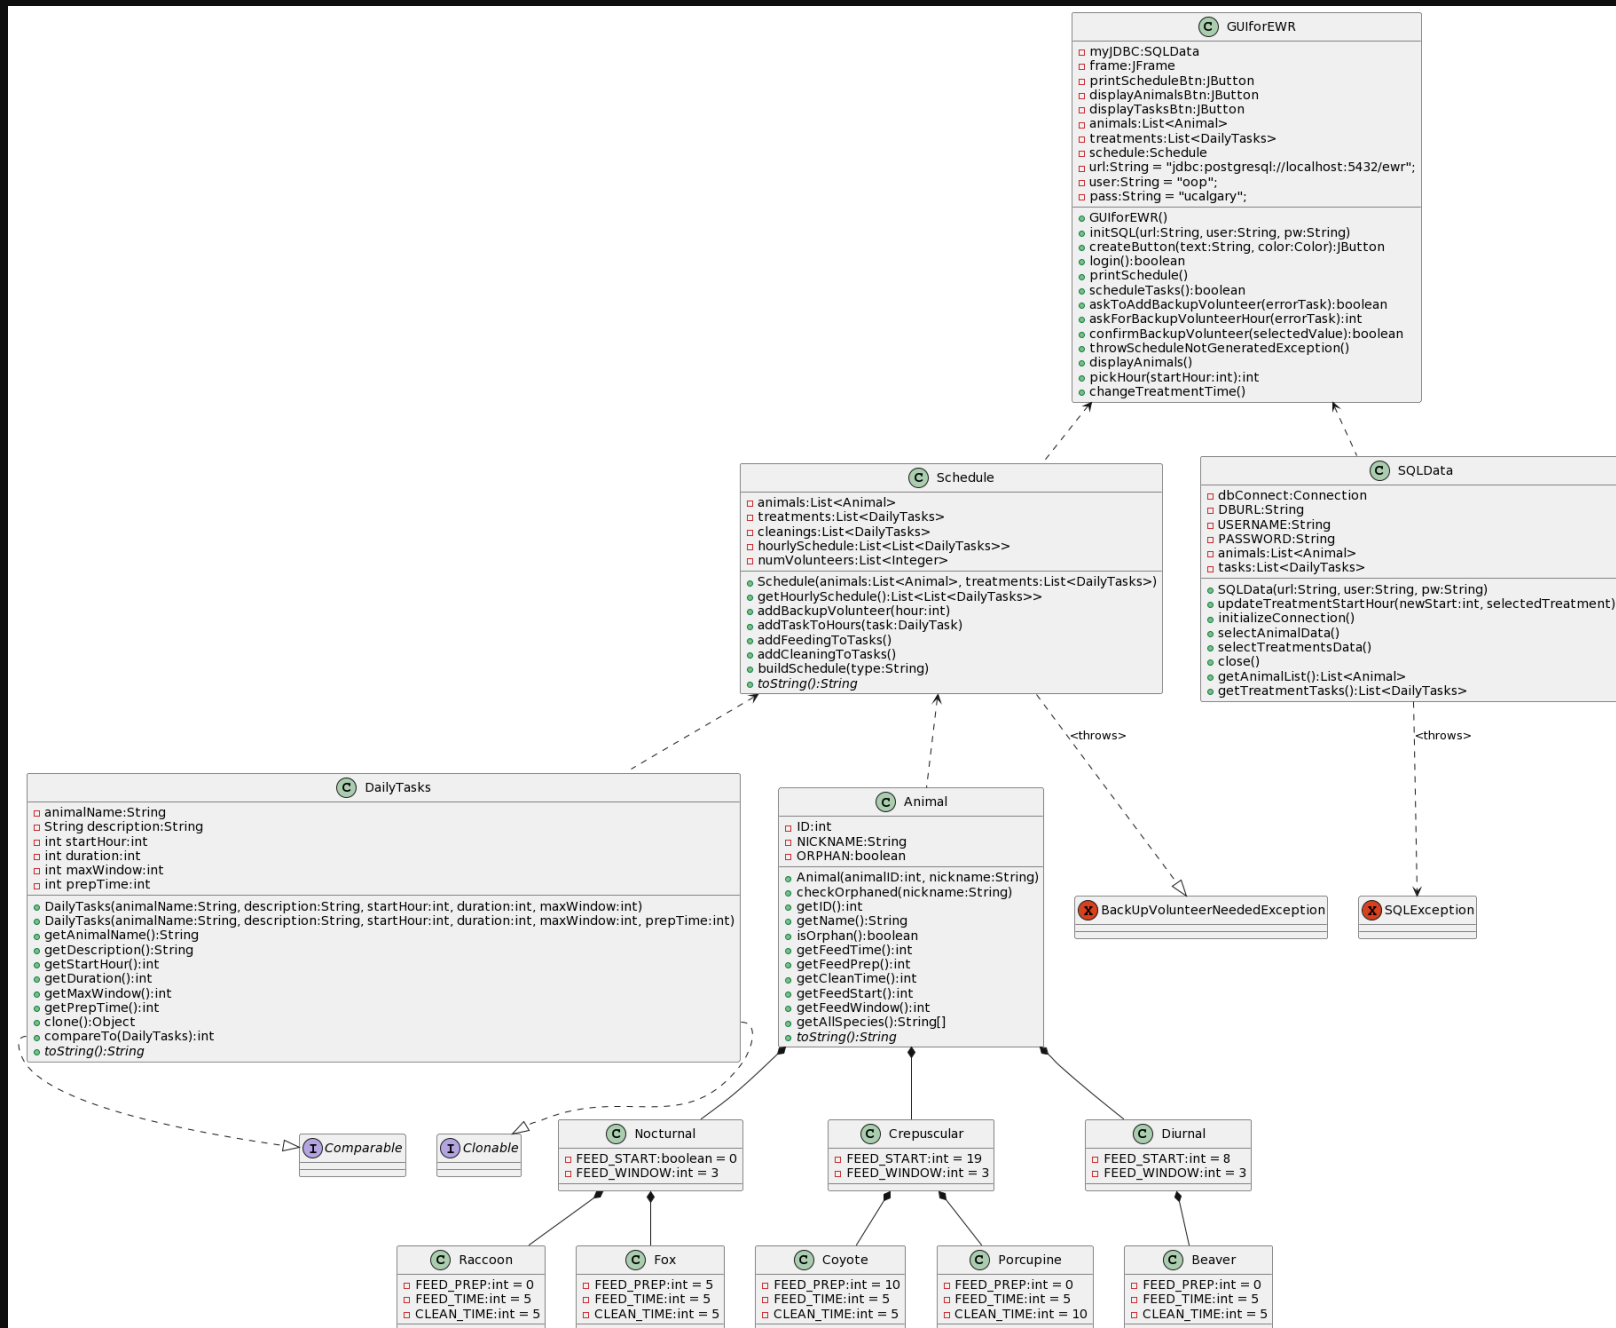 C GUIforEWR
myJDBC:SQLData
frame:JFrame
printScheduleBtn:JButton
displayAnimalsBtn:JButton
displayTasksBtn:JButton
animals:List<Animal>
treatments:List<DailyTasks>
schedule:Schedule
url:String = "jdbc:postgresql://localhost:5432/ewr";
user:String = "oop";
pass:String = "ucalgary";
GUIforEWR()
initSQL(url:String, user:String, pw:String)
createButton(text:String, color:Color):JButton
login():boolean
printSchedule()
scheduleTasks():boolean
askToAddBackupVolunteer(errorTask):boolean
askForBackupVolunteerHour(errorTask):int
confirmBackupVolunteer(selectedValue):boolean
throwScheduleNotGeneratedException()
displayAnimals()
pickHour(startHour:int):int
changeTreatmentTime()
C Schedule
animals:List<Animal>
treatments:List<DailyTasks>
cleanings:List<DailyTasks>
hourlySchedule:List<List<DailyTasks>>
numVolunteers:List<Integer>
Schedule(animals:List<Animal>, treatments:List<DailyTasks>)
getHourlySchedule():List<List<DailyTasks>>
addBackupVolunteer(hour:int)
addTaskToHours(task:DailyTask)
addFeedingToTasks()
addCleaningToTasks()
buildSchedule(type:String)
toString():String
C SQLData
dbConnect:Connection
DBURL:String
USERNAME:String
PASSWORD:String
animals:List<Animal>
tasks:List<DailyTasks>
SQLData(url:String, user:String, pw:String)
updateTreatmentStartHour(newStart:int, selectedTreatment)
initializeConnection()
selectAnimalData()
selectTreatmentsData()
close()
getAnimalList():List<Animal>
getTreatmentTasks():List<DailyTasks>
<throws>
<throws>
C DailyTasks
animalName:String
String description:String
int startHour:int
int duration:int
int maxWindow:int
int prepTime:int
DailyTasks(animalName:String, description:String, startHour:int, duration:int, maxWindow:int)
DailyTasks(animalName:String, description:String, startHour:int, duration:int, maxWindow:int, prepTime:int)
getAnimalName():String
getDescription():String
getStartHour():int
getDuration():int
getMaxWindow():int
getPrepTime():int
clone():Object
compareTo(DailyTasks):int
toString():String
C Animal
ID:int
NICKNAME:String
ORPHAN:boolean
Animal(animalID:int, nickname:String)
checkOrphaned(nickname:String)
getID():int
getName():String
isOrphan():boolean
getFeedTime():int
getFeedPrep():int
getCleanTime():int
getFeedStart():int
getFeedWindow():int
getAllSpecies():String[]
toString():String
X BackUpVolunteerNeededException
X SQLException
I Comparable
I Clonable
C Nocturnal
FEED_START:boolean = 0
FEED_WINDOW:int = 3
C Crepuscular
FEED_START:int = 19
FEED_WINDOW:int = 3
C Diurnal
FEED_START:int = 8
FEED_WINDOW:int = 3
C Raccoon
FEED_PREP:int = 0
FEED_TIME:int = 5
CLEAN_TIME:int = 5
C Fox
FEED_PREP:int = 5
FEED_TIME:int = 5
CLEAN_TIME:int = 5
C Coyote
FEED_PREP:int = 10
FEED_TIME:int = 5
CLEAN_TIME:int = 5
C Porcupine
FEED_PREP:int = 0
FEED_TIME:int = 5
CLEAN_TIME:int = 10
C Beaver
FEED_PREP:int = 0
FEED_TIME:int = 5
CLEAN_TIME:int = 5